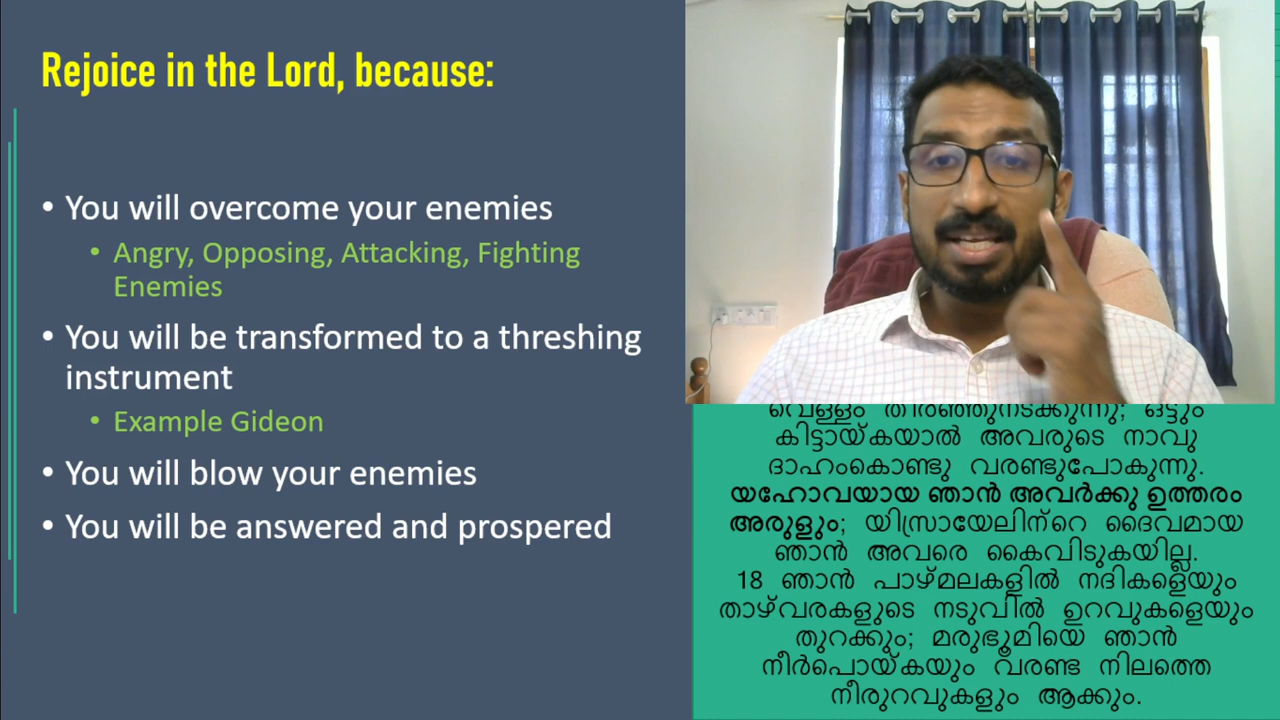 Rejoice in the Lord, because:
• You will overcome your enemies
• Angry, Opposing, Attacking, Fighting
Enemies
• You will be transformed to a threshing
instrument
• Example Gideon
• You will blow your enemies
• You will be answered and prospered
വെള്ളം തിരഞ്ഞുനടക്കുന്നു; ഒട്ടും
കിട്ടായ്കയാൽ അവരുടെ നാവു
ദാഹംകൊണ്ടു വരണ്ടുപോകുന്നു.
യഹോവയായ ഞാൻ അവർക്കു ഉത്തരം
അരുളും; യിസ്രായേലിന്റെ ദൈവമായ
ഞാൻ അവരെ കൈവിടുകയില്ല.
18 ഞാൻ പാഴ്മലകളിൽ നദികളെയും
താഴ്വരകളുടെ നടുവിൽ ഉറവുകളെയും
തുറക്കും; മരുഭൂമിയെ ഞാൻ
നീർപൊയ്കയും വരണ്ട നിലത്തെ
നീരുറവുകളും ആക്കും.